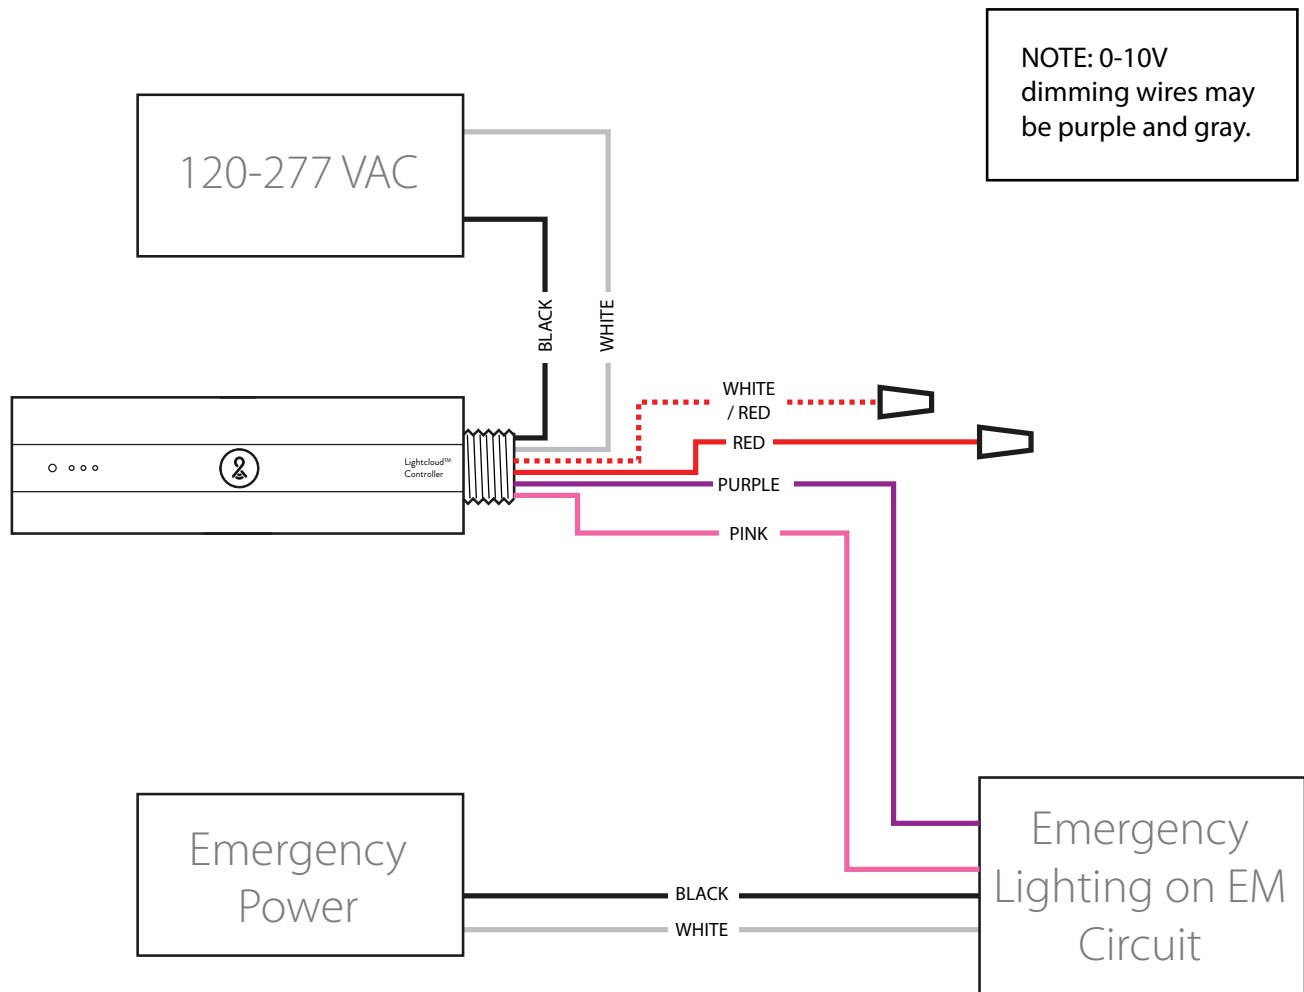 NOTE: 0-10V
dimming wires may
be purple and gray.
120-277 VAC
BLACK
WHITE
WHITE
/ RED
RED
Lightcloud™
Controller
PURPLE
PINK
Emergency
Power
BLACK
WHITE
Emergency
Lighting on EM
Circuit